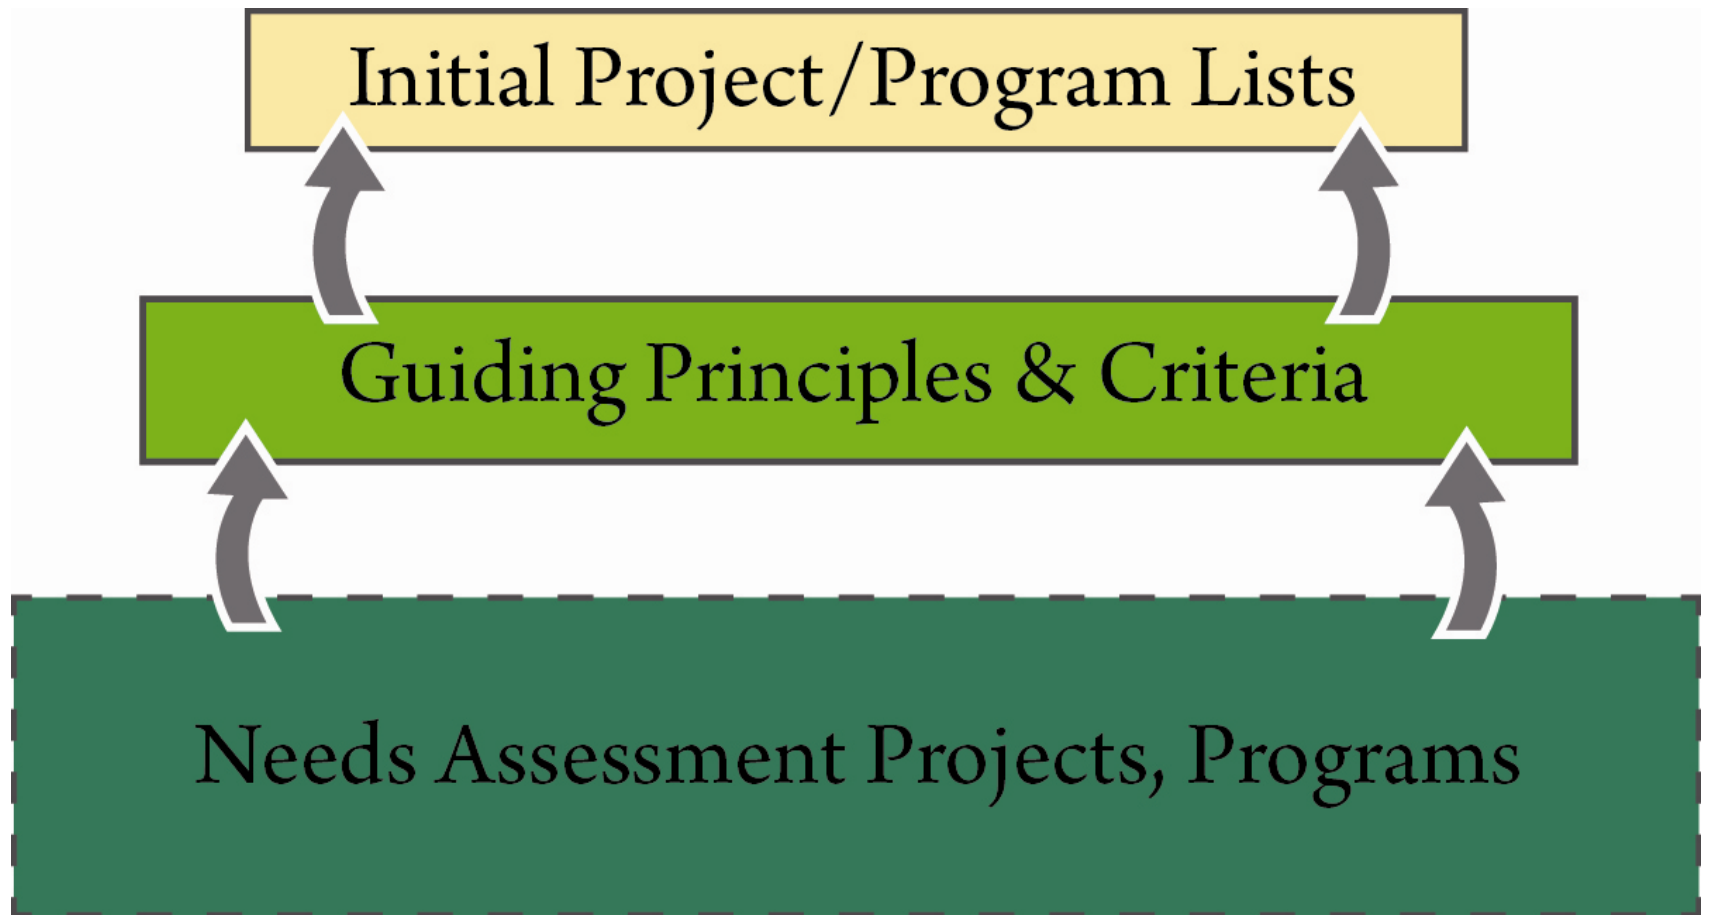 Initial Project/Program Lists
Guiding Principles & Criteria
Needs Assessment Projects, Programs